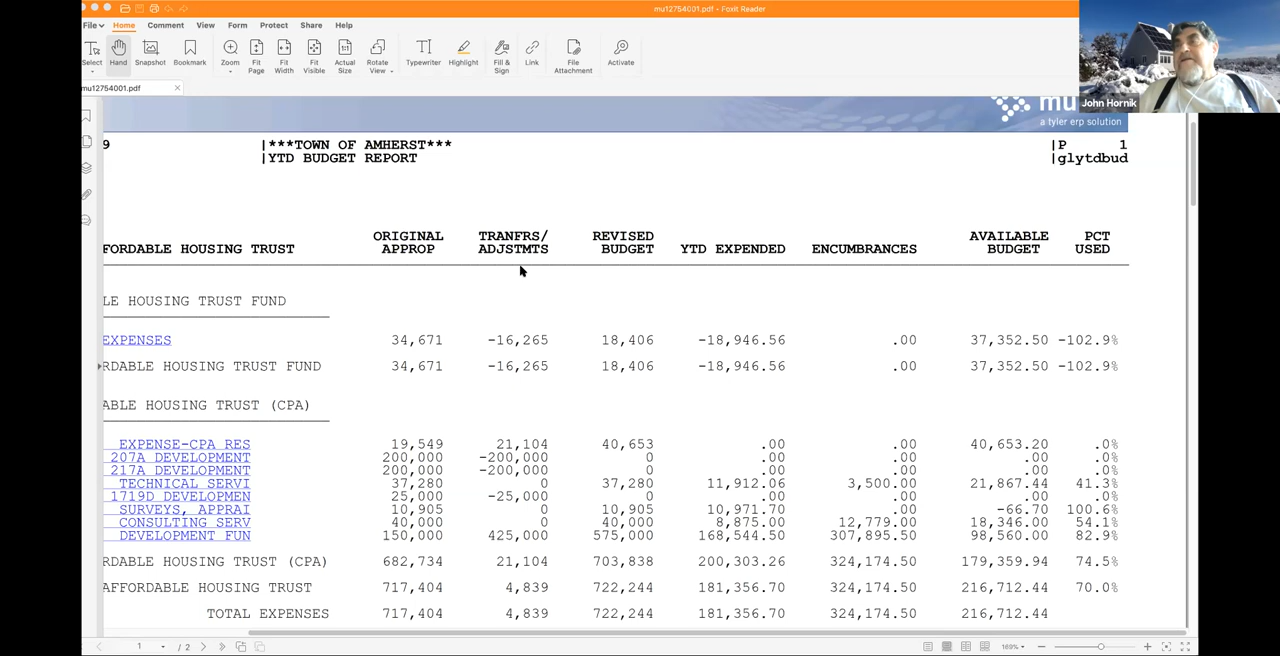 mu12754001.pdf - Foxit Reader
File Home Comment View Form Protect Share Help
Select Hand Snapshot Bookmark Zoom Fit Page Fit Width Fit Visible Actual Size Rotate View Typewriter Highlight Fill & Sign Link File Attachment Activate
John Hornik
mu12754001.pdf
mu
a tyler erp solution
9 |***TOWN OF AMHERST*** |P 1
|YTD BUDGET REPORT |glytdbud
ORIGINAL TRANFRS/ REVISED AVAILABLE PCT
FORDABLE HOUSING TRUST APPROP ADJSTMTS BUDGET YTD EXPENDED ENCUMBRANCES BUDGET USED
LE HOUSING TRUST FUND
EXPENSES 34,671 -16,265 18,406 -18,946.56 .00 37,352.50 -102.9%
RDABLE HOUSING TRUST FUND 34,671 -16,265 18,406 -18,946.56 .00 37,352.50 -102.9%
ABLE HOUSING TRUST (CPA)
EXPENSE-CPA RES 19,549 21,104 40,653 .00 .00 40,653.20 .0%
207A DEVELOPMENT 200,000 -200,000 0 .00 .00 .00 .0%
217A DEVELOPMENT 200,000 -200,000 0 .00 .00 .00 .0%
TECHNICAL SERVI 37,280 0 37,280 11,912.06 3,500.00 21,867.44 41.3%
1719D DEVELOPMEN 25,000 -25,000 0 .00 .00 .00 .0%
SURVEYS, APPRAI 10,905 0 10,905 10,971.70 .00 -66.70 100.6%
CONSULTING SERV 40,000 0 40,000 8,875.00 12,779.00 18,346.00 54.1%
DEVELOPMENT FUN 150,000 425,000 575,000 168,544.50 307,895.50 98,560.00 82.9%
RDABLE HOUSING TRUST (CPA) 682,734 21,104 703,838 200,303.26 324,174.50 179,359.94 74.5%
AFFORDABLE HOUSING TRUST 717,404 4,839 722,244 181,356.70 324,174.50 216,712.44 70.0%
TOTAL EXPENSES 717,404 4,839 722,244 181,356.70 324,174.50 216,712.44
1 / 2 169%